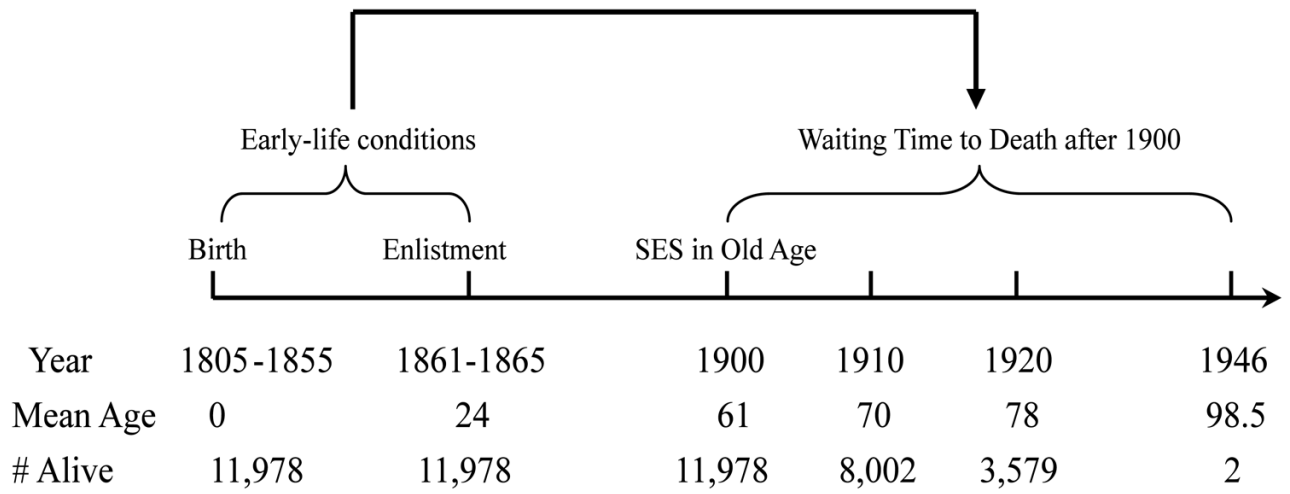 Early-life conditions Waiting Time to Death after 1900
Birth Enlistment SES in Old Age
Year 1805-1855 1861-1865 1900 1910 1920 1946
Mean Age 0 24 61 70 78 98.5
# Alive 11,978 11,978 11,978 8,002 3,579 2